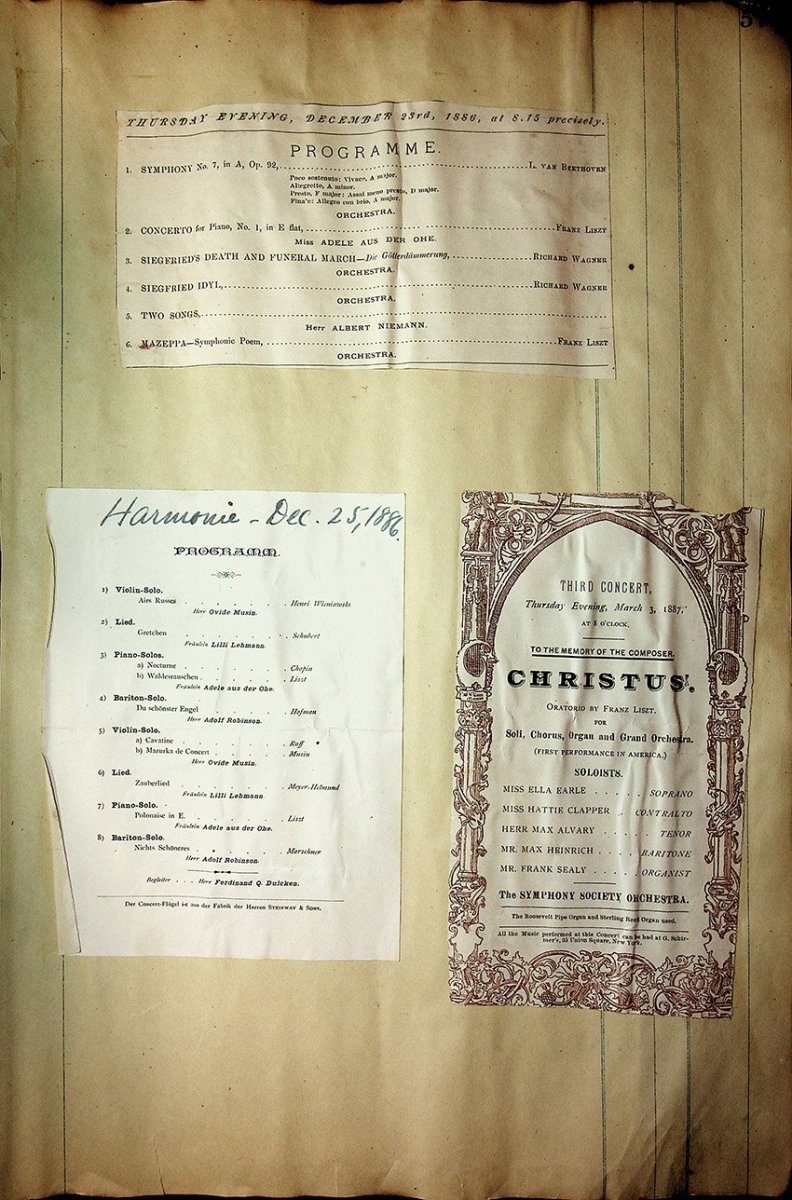 5
THURSDAY EVENING, DECEMBER 23rd, 1886, at 8.15 precisely.
PROGRAMME.
1. SYMPHONY No. 7, in A, Op. 92, L. VAN BEETHOVEN
Poco sostenuto: Vivace, A major.
Allegretto, A minor.
Presto, F major: Assai meno presto, D major.
Fina'e: Allegro con brio, A major.
ORCHESTRA.
2. CONCERTO for Piano, No. 1, in E flat, FRANZ LISZT
Miss ADELE AUS DER OHE.
3. SIEGFRIED'S DEATH AND FUNERAL MARCH—Die Götterdämmerung, RICHARD WAGNER
ORCHESTRA.
4. SIEGFRIED IDYL, RICHARD WAGNER
ORCHESTRA.
5. TWO SONGS,
Herr ALBERT NIEMANN.
6. MAZEPPA—Symphonic Poem, FRANZ LISZT
ORCHESTRA.
Harmonie - Dec. 25, 1886.
PROGRAMM.
1) Violin-Solo.
Airs Russes . . . . . Henri Wieniawski
Herr Ovide Musin.
2) Lied.
Gretchen . . . . . Schubert
Fräulein Lilli Lehmann.
3) Piano-Solos.
a) Nocturne . . . . . Chopin
b) Waldesrauschen . . . . . Liszt
Fräulein Adele aus der Ohe.
4) Bariton-Solo.
Du schönster Engel . . . . . Hofman
Herr Adolf Robinson.
5) Violin-Solo.
a) Cavatine . . . . . Raff
b) Mazurka de Concert . . . . . Musin
Herr Ovide Musin.
6) Lied.
Zauberlied . . . . . Meyer-Helmund
Fräulein Lilli Lehmann.
7) Piano-Solo.
Polonaise in E. . . . . . Liszt
Fräulein Adele aus der Ohe.
8) Bariton-Solo.
Nichts Schöneres . . . . . Marschner
Herr Adolf Robinson.
Begleiter . . . Herr Ferdinand Q. Dulcken.
Der Concert-Flügel ist aus der Fabrik der Herren STEINWAY & SONS.
THIRD CONCERT,
Thursday Evening, March 3, 1887,
AT 8 O'CLOCK.
TO THE MEMORY OF THE COMPOSER.
CHRISTUS.
ORATORIO BY FRANZ LISZT,
FOR
Soli, Chorus, Organ and Grand Orchestra.
(FIRST PERFORMANCE IN AMERICA.)
SOLOISTS.
MISS ELLA EARLE . . . . . SOPRANO
MISS HATTIE CLAPPER . CONTRALTO
HERR MAX ALVARY . . . . . TENOR
MR. MAX HEINRICH . . . . BARITONE
MR. FRANK SEALY . . . . . ORGANIST
The SYMPHONY SOCIETY ORCHESTRA.
The Roosevelt Pipe Organ and Sterling Reed Organ used.
All the Music performed at this Concert can be had at G. Schir-
mer's, 35 Union Square, New York.